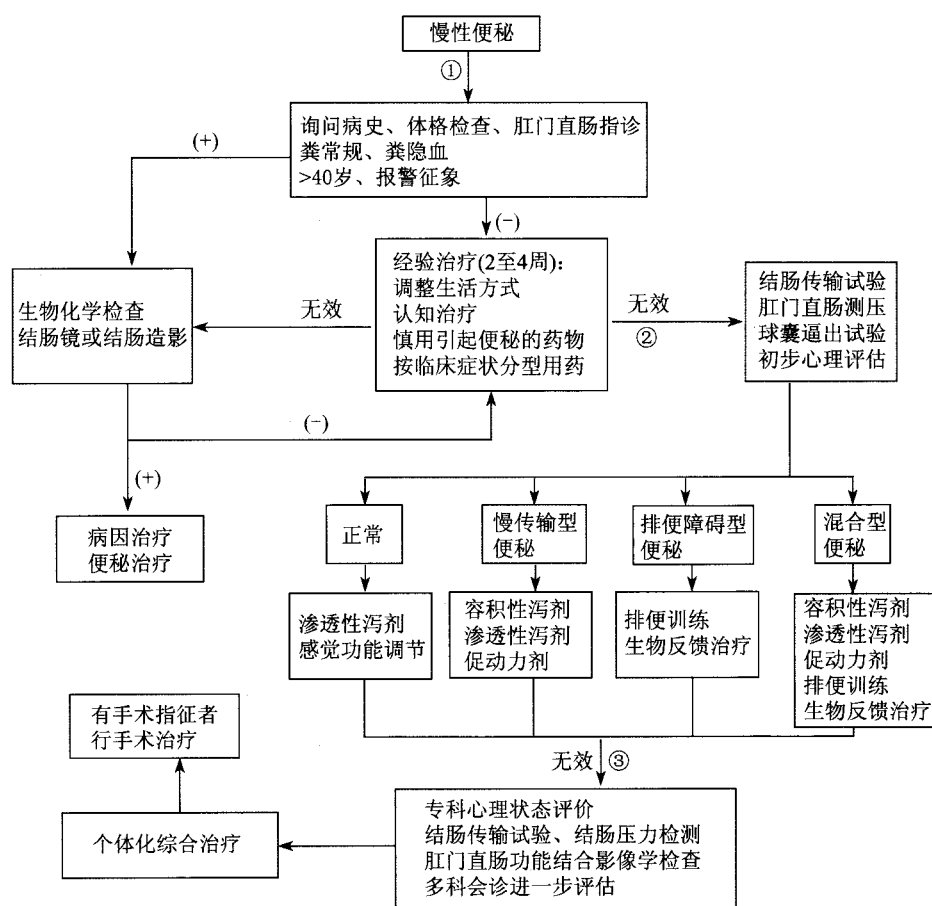 慢性便秘
①
询问病史、体格检查、肛门直肠指诊
粪常规、粪隐血
>40岁、报警征象
(+)
(-)
经验治疗(2至4周):
调整生活方式
认知治疗
慎用引起便秘的药物
按临床症状分型用药
生物化学检查
结肠镜或结肠造影
无效
无效
②
结肠传输试验
肛门直肠测压
球囊逼出试验
初步心理评估
(-)
(+)
病因治疗
便秘治疗
正常
慢传输型
便秘
排便障碍型
便秘
混合型
便秘
渗透性泻剂
感觉功能调节
容积性泻剂
渗透性泻剂
促动力剂
排便训练
生物反馈治疗
容积性泻剂
渗透性泻剂
促动力剂
排便训练
生物反馈治疗
无效 ③
有手术指征者
行手术治疗
个体化综合治疗
专科心理状态评价
结肠传输试验、结肠压力检测
肛门直肠功能结合影像学检查
多科会诊进一步评估